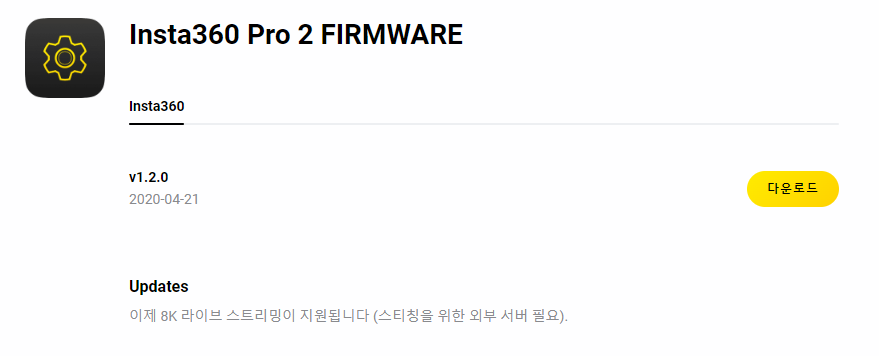 Insta360 Pro 2 FIRMWARE
Insta360
v1.2.0
2020-04-21
다운로드
Updates
이제 8K 라이브 스트리밍이 지원됩니다 (스티칭을 위한 외부 서버 필요).